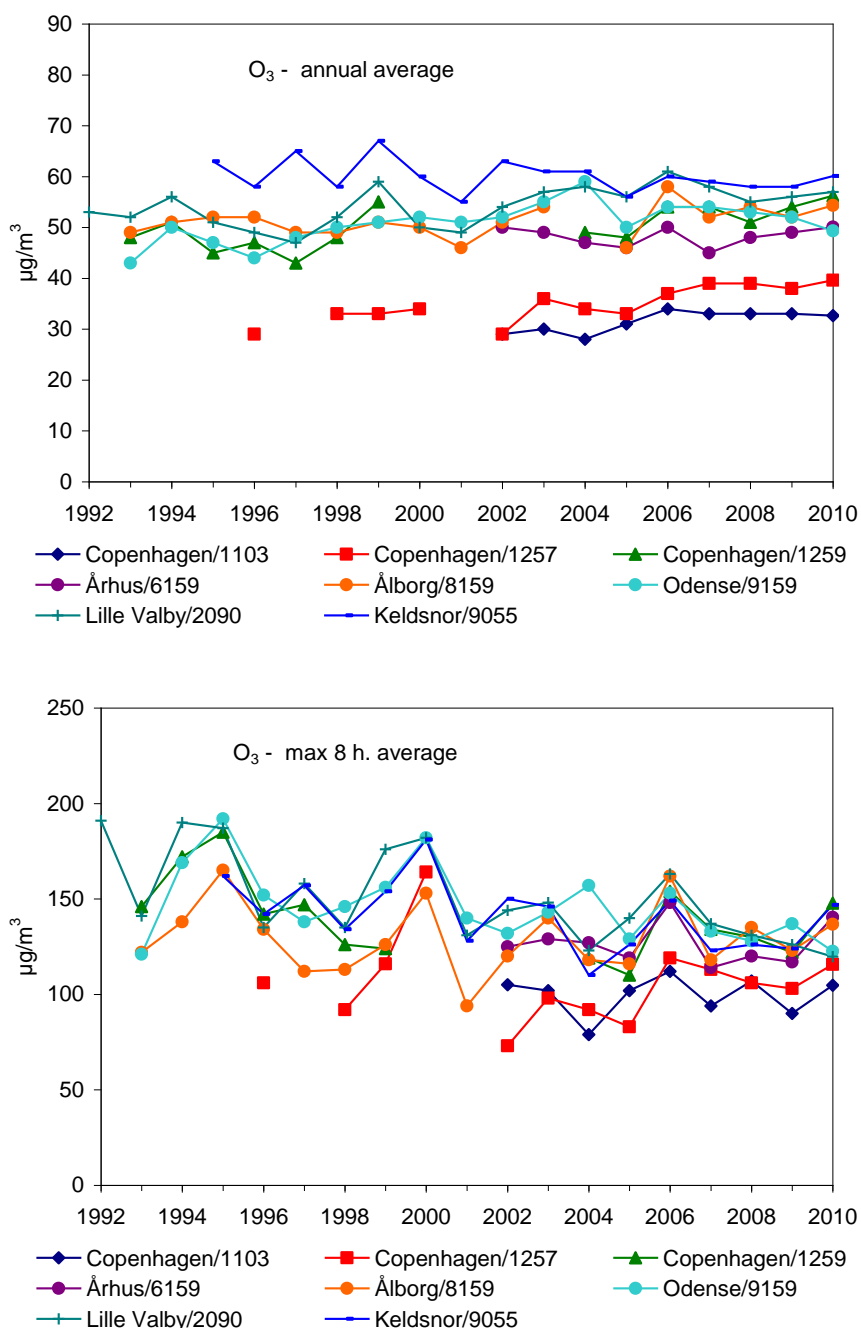 90
80
70
60
50
40
30
20
10
0
µg/m³
O₃ - annual average
1992 1994 1996 1998 2000 2002 2004 2006 2008 2010
Copenhagen/1103 Copenhagen/1257 Copenhagen/1259
Århus/6159 Ålborg/8159 Odense/9159
Lille Valby/2090 Keldsnor/9055
250
200
150
100
50
0
µg/m³
O₃ - max 8 h. average
1992 1994 1996 1998 2000 2002 2004 2006 2008 2010
Copenhagen/1103 Copenhagen/1257 Copenhagen/1259
Århus/6159 Ålborg/8159 Odense/9159
Lille Valby/2090 Keldsnor/9055